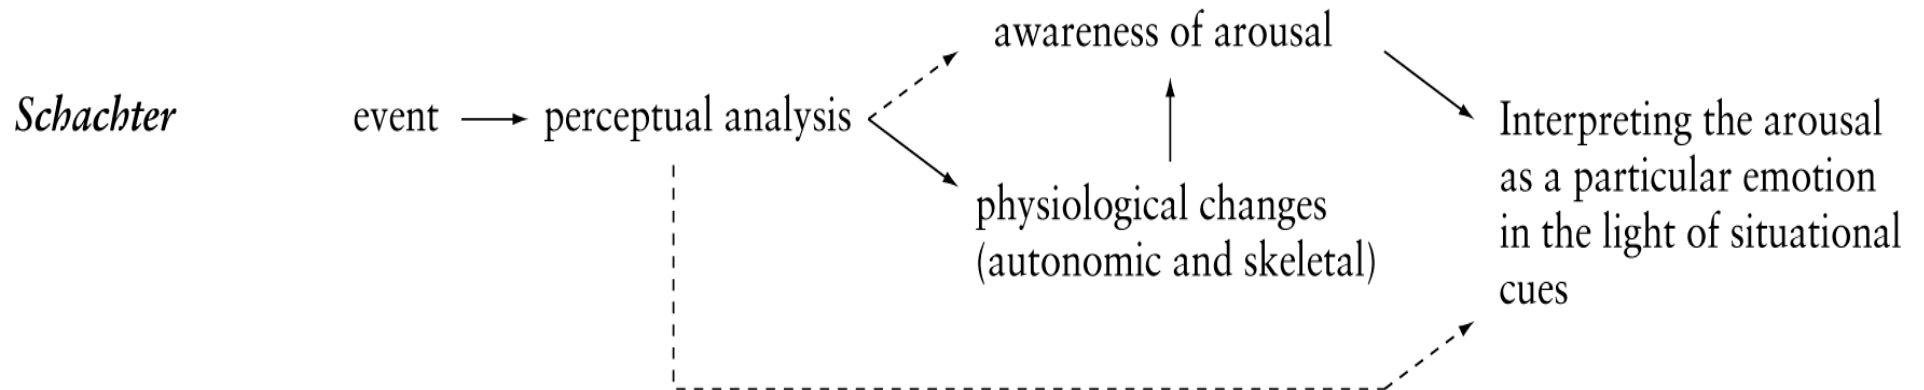 awareness of arousal
Schachter event perceptual analysis
Interpreting the arousal
as a particular emotion
in the light of situational
cues
physiological changes
(autonomic and skeletal)